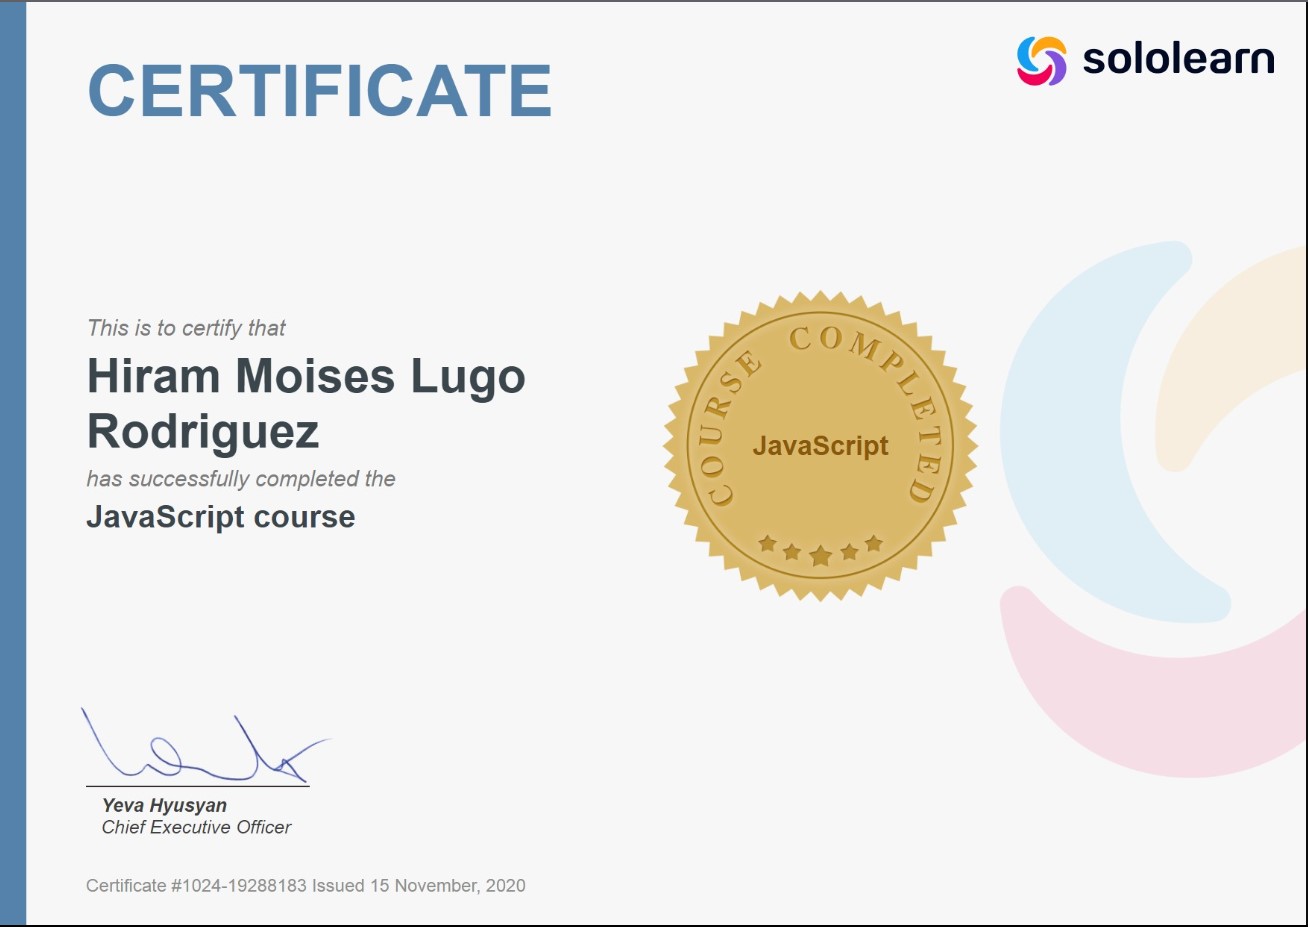 CERTIFICATE
sololearn
This is to certify that
Hiram Moises Lugo
Rodriguez
has successfully completed the
JavaScript course
COURSE COMPLETED
JavaScript
Yeva Hyusyan
Chief Executive Officer
Certificate #1024-19288183 Issued 15 November, 2020